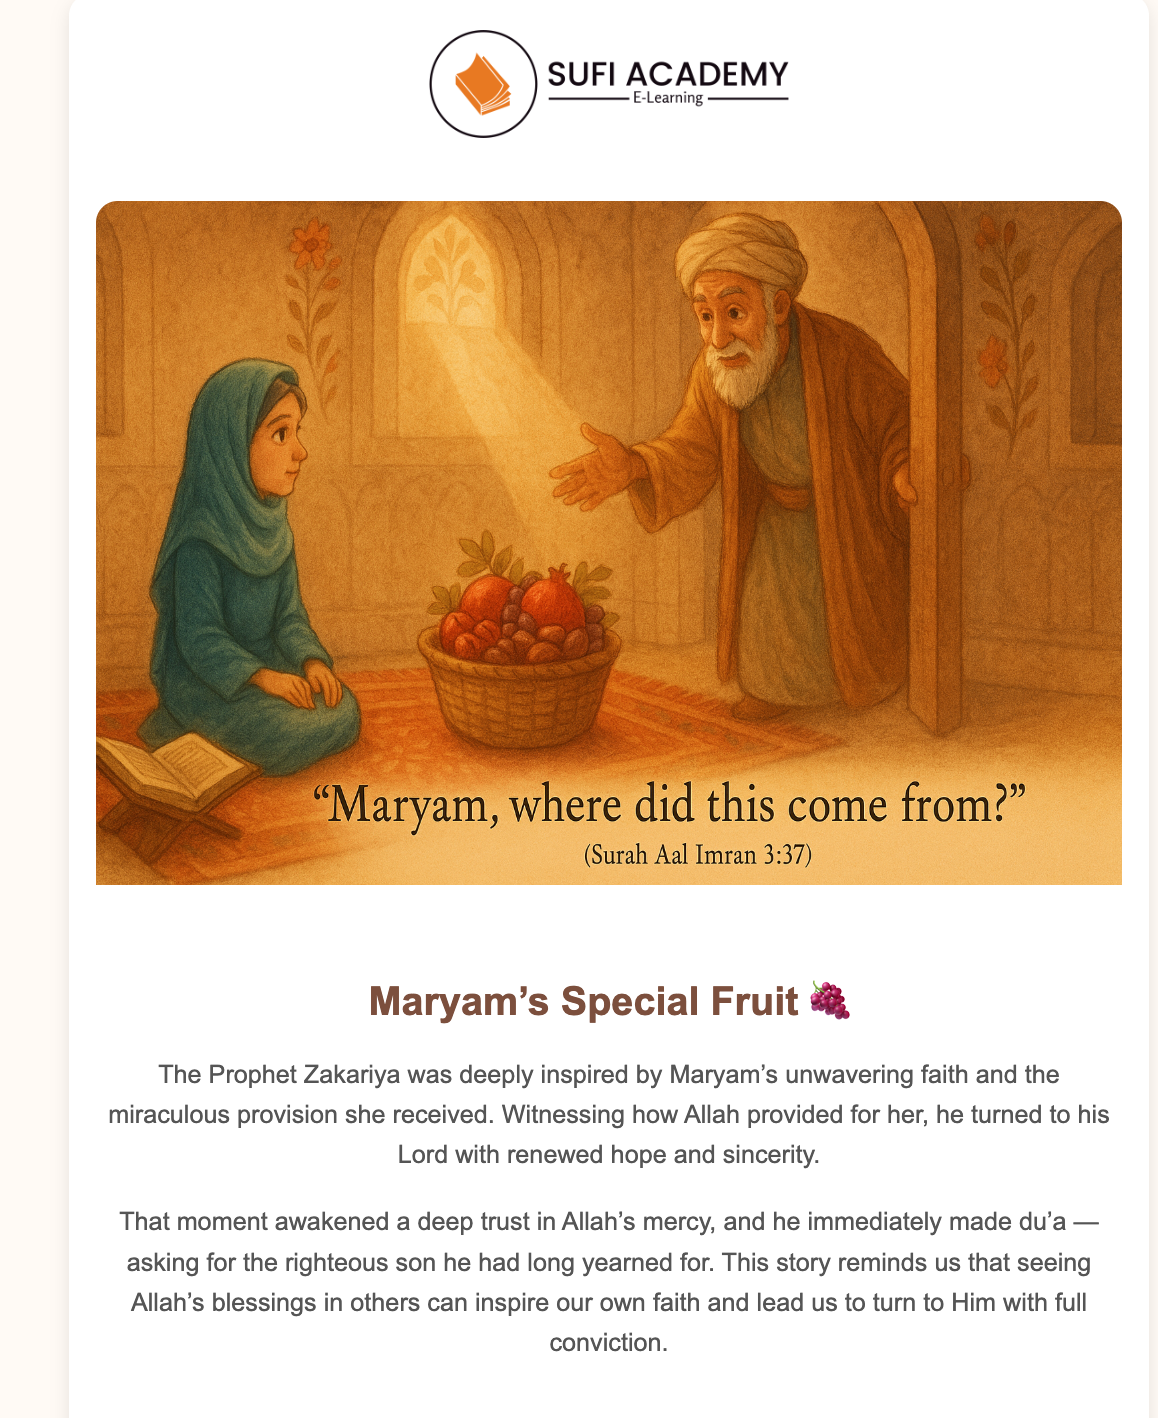 SUFI ACADEMY
E-Learning
“Maryam, where did this come from?”
(Surah Aal Imran 3:37)
Maryam’s Special Fruit 🍇
The Prophet Zakariya was deeply inspired by Maryam’s unwavering faith and the
miraculous provision she received. Witnessing how Allah provided for her, he turned to his
Lord with renewed hope and sincerity.
That moment awakened a deep trust in Allah’s mercy, and he immediately made du’a —
asking for the righteous son he had long yearned for. This story reminds us that seeing
Allah’s blessings in others can inspire our own faith and lead us to turn to Him with full
conviction.